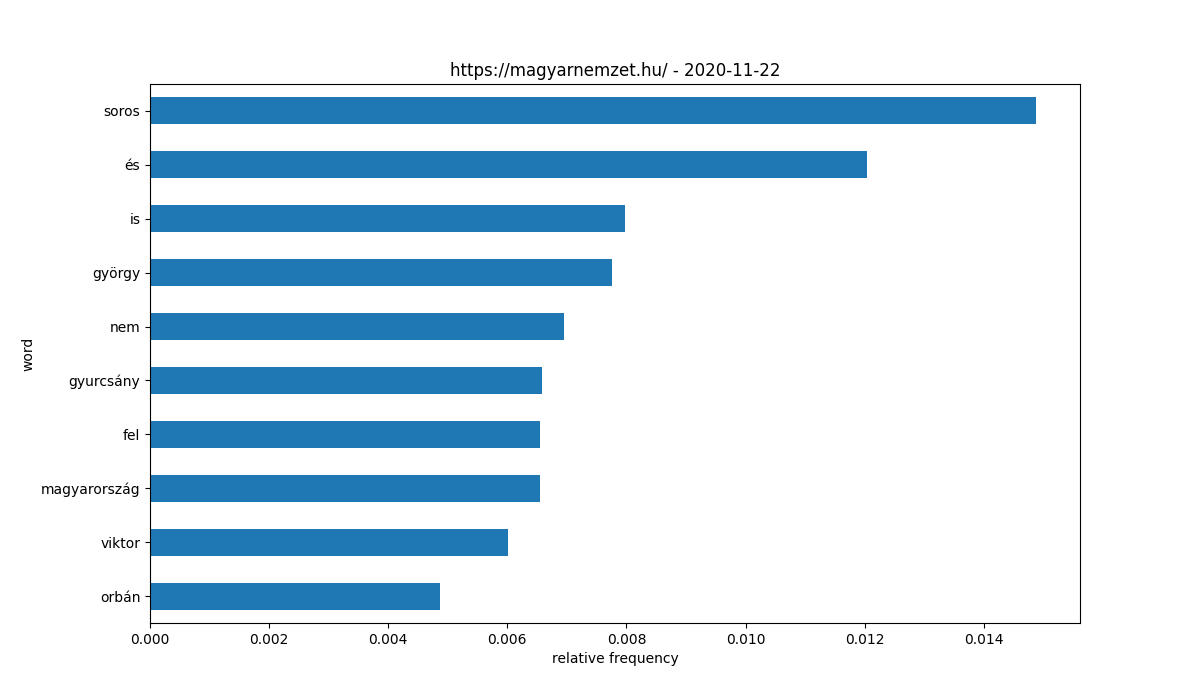 https://magyarnemzet.hu/ - 2020-11-22
soros
és
is
györgy
nem
gyurcsány
fel
magyarország
viktor
orbán
word
0.000 0.002 0.004 0.006 0.008 0.010 0.012 0.014
relative frequency